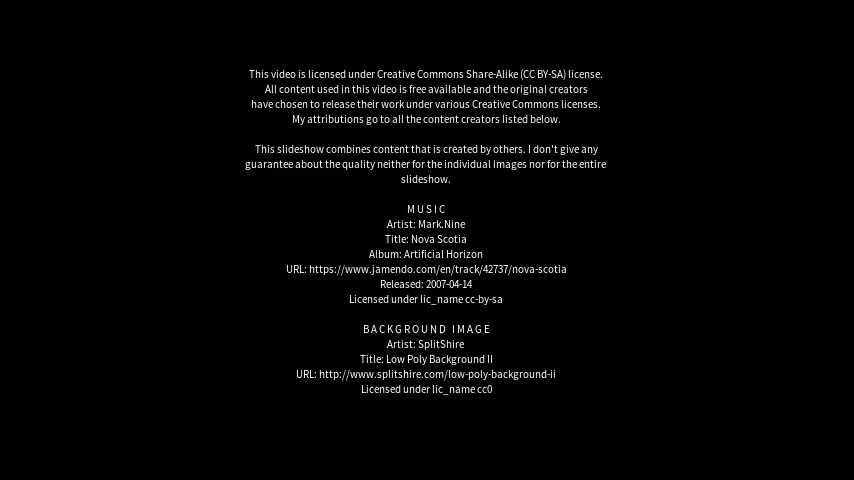 This video is licensed under Creative Commons Share-Alike (CC BY-SA) license.
All content used in this video is free available and the original creators
have chosen to release their work under various Creative Commons licenses.
My attributions go to all the content creators listed below.
This slideshow combines content that is created by others. I don't give any
guarantee about the quality neither for the individual images nor for the entire
slideshow.
MUSIC
Artist: Mark.Nine
Title: Nova Scotia
Album: Artificial Horizon
URL: https://www.jamendo.com/en/track/42737/nova-scotia
Released: 2007-04-14
Licensed under lic_name cc-by-sa
BACKGROUND IMAGE
Artist: SplitShire
Title: Low Poly Background II
URL: http://www.splitshire.com/low-poly-background-ii
Licensed under lic_name cc0